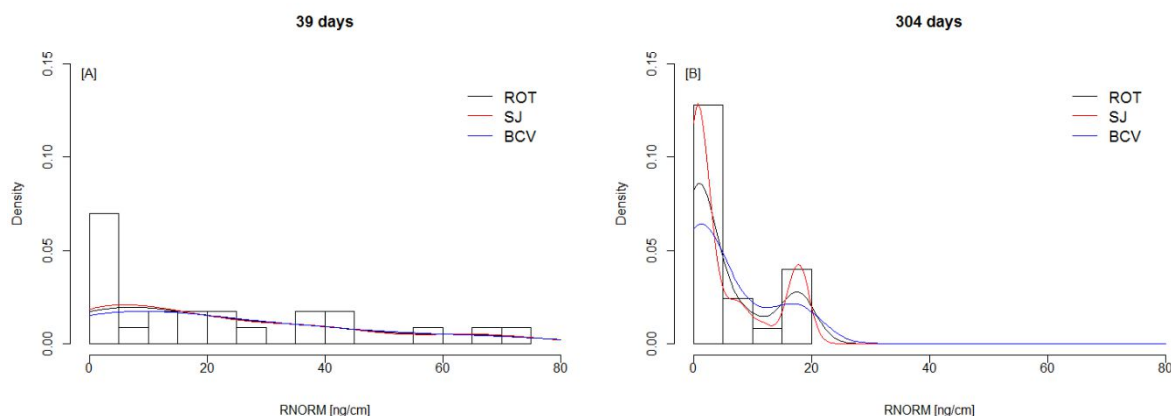 39 days
[A]
ROT
SJ
BCV
Density
0.00 0.05 0.10 0.15
0 20 40 60 80
RNORM [ng/cm]
304 days
[B]
ROT
SJ
BCV
Density
0.00 0.05 0.10 0.15
0 20 40 60 80
RNORM [ng/cm]